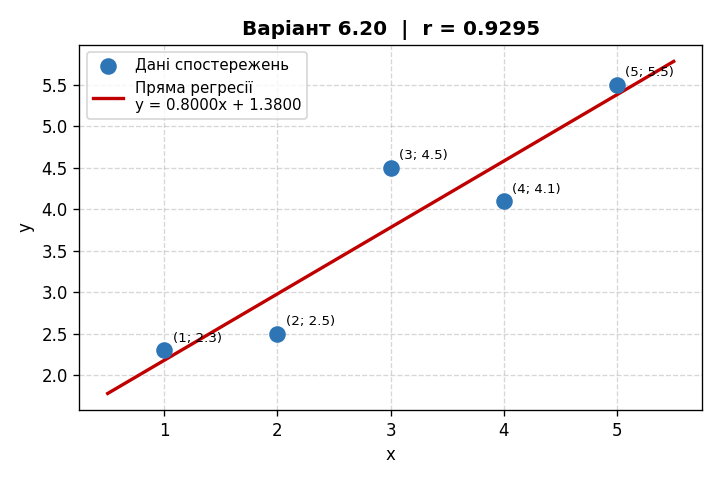 Варіант 6.20 | r = 0.9295
Дані спостережень
Пряма регресії
y = 0.8000x + 1.3800
(5; 5.5)
(3; 4.5)
(4; 4.1)
(2; 2.5)
(1; 2.3)
5.5
5.0
4.5
4.0
3.5
3.0
2.5
2.0
y
1 2 3 4 5
x